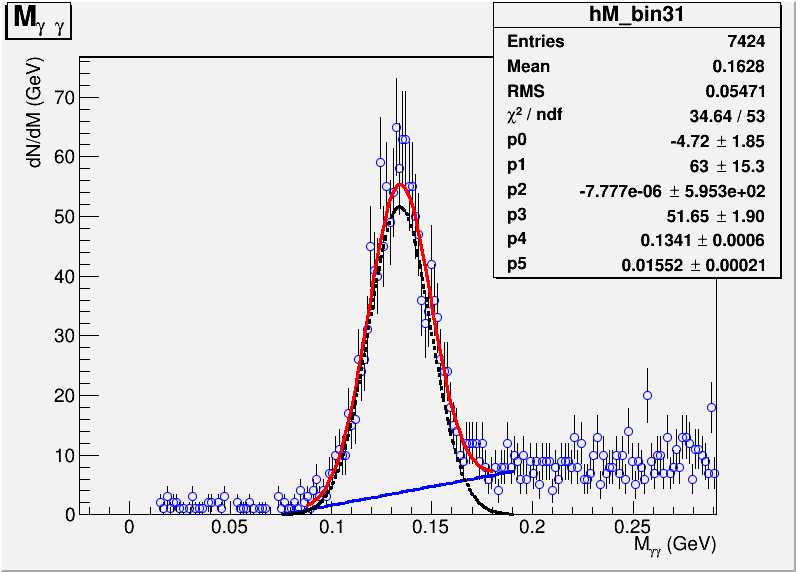 M γ γ
hM_bin31
Entries 7424
Mean 0.1628
RMS 0.05471
χ² / ndf 34.64 / 53
p0 -4.72 ± 1.85
p1 63 ± 15.3
p2 -7.777e-06 ± 5.953e+02
p3 51.65 ± 1.90
p4 0.1341 ± 0.0006
p5 0.01552 ± 0.00021
dN/dM (GeV)
70
60
50
40
30
20
10
0
0 0.05 0.1 0.15 0.2 0.25
Mγγ (GeV)